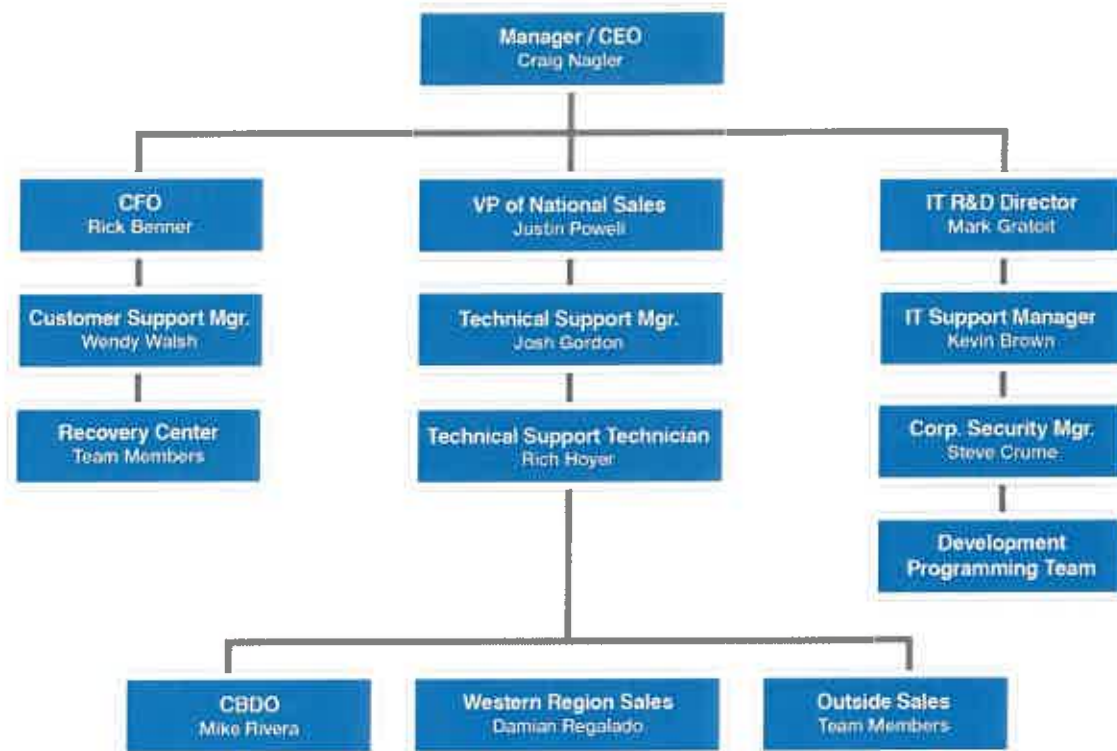 Manager / CEO
Craig Nagler
CFO
Rick Benner
VP of National Sales
Justin Powell
IT R&D Director
Mark Gratoit
Customer Support Mgr.
Wendy Walsh
Technical Support Mgr.
Josh Gordon
IT Support Manager
Kevin Brown
Recovery Center
Team Members
Technical Support Technician
Rich Hoyer
Corp. Security Mgr.
Steve Crume
Development
Programming Team
CBDO
Mike Rivera
Western Region Sales
Damian Regalado
Outside Sales
Team Members